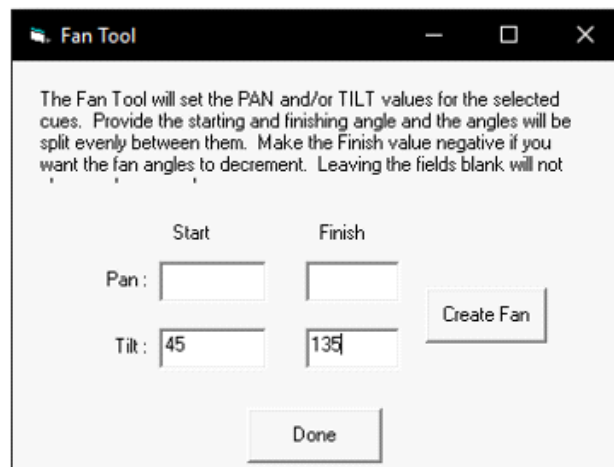 Fan Tool
The Fan Tool will set the PAN and/or TILT values for the selected
cues. Provide the starting and finishing angle and the angles will be
split evenly between them. Make the Finish value negative if you
want the fan angles to decrement. Leaving the fields blank will not
Start Finish
Pan :
Create Fan
Tilt : 45 135
Done